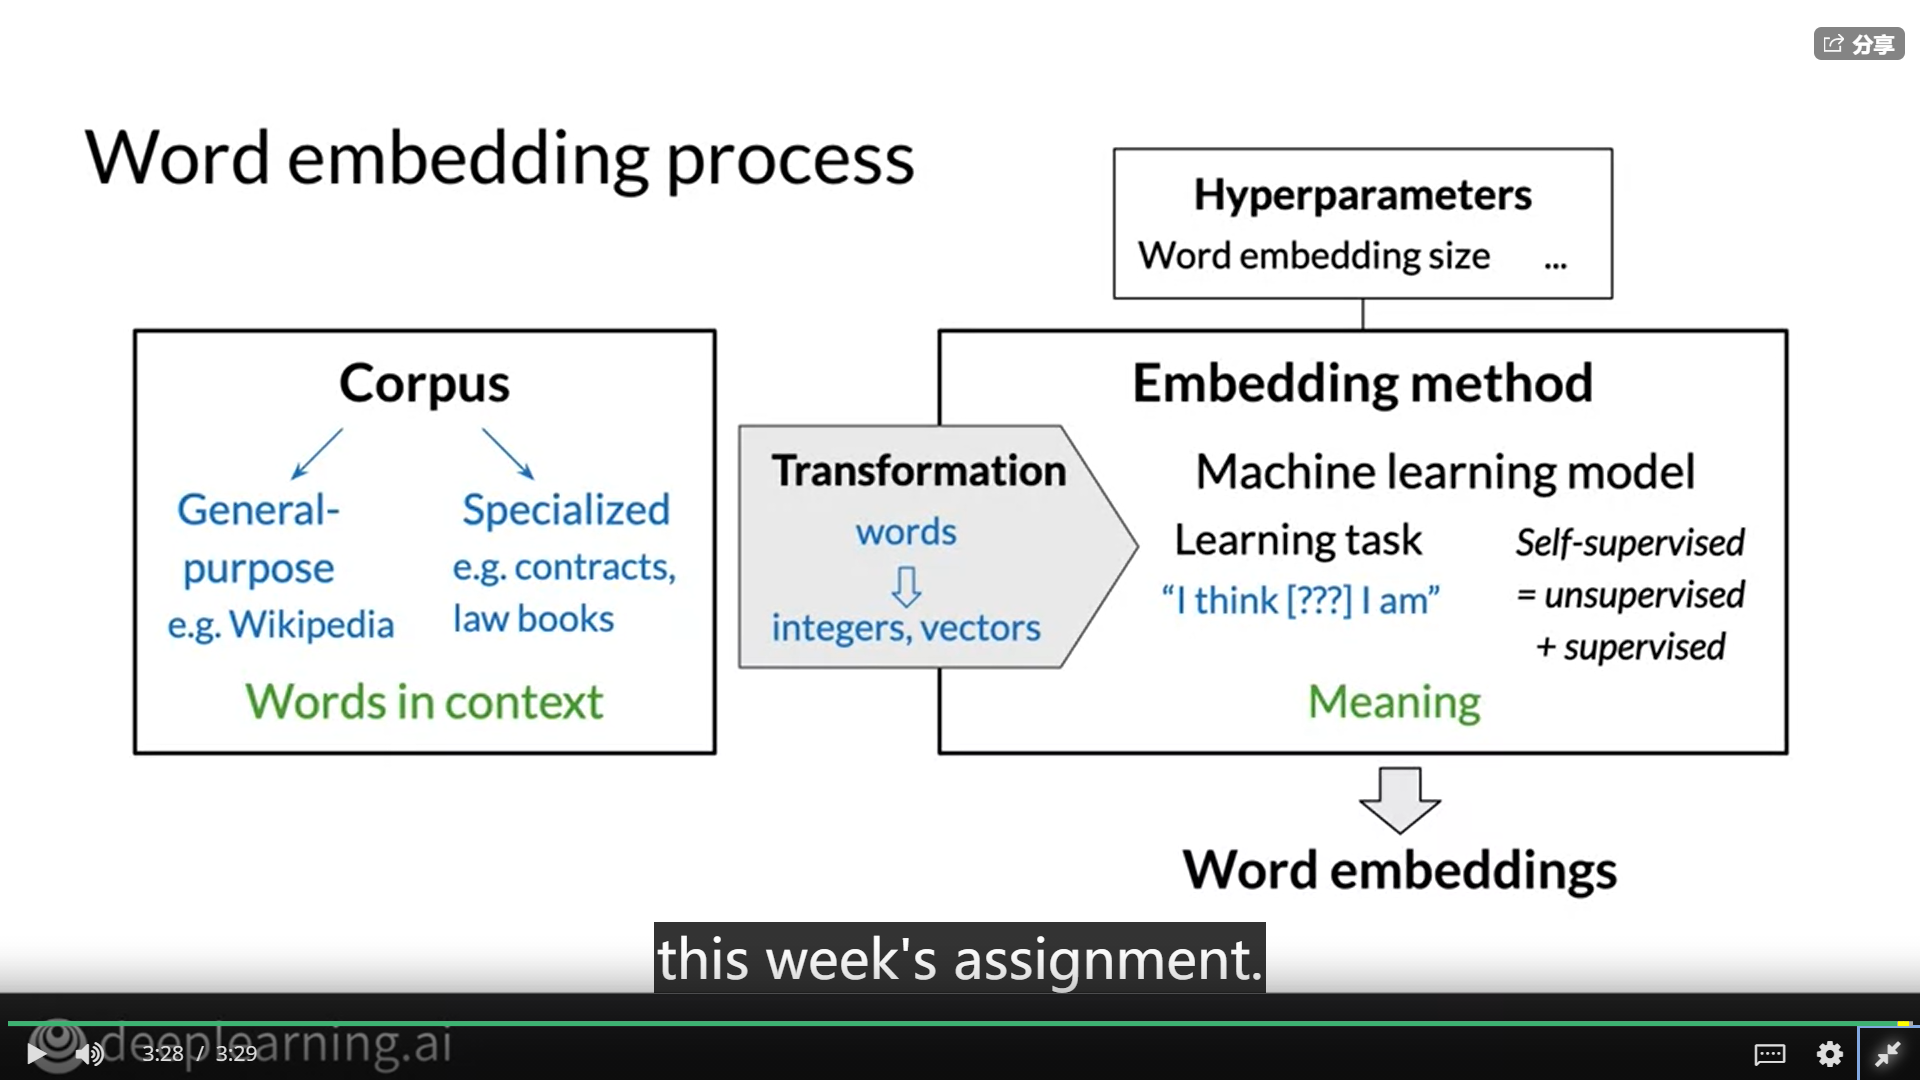 分享
Word embedding process
Hyperparameters
Word embedding size ...
Corpus
General-
purpose
e.g. Wikipedia
Specialized
e.g. contracts,
law books
Words in context
Transformation
words
integers, vectors
Embedding method
Machine learning model
Learning task
"I think [???] I am"
Self-supervised
= unsupervised
+ supervised
Meaning
Word embeddings
this week's assignment.
deeplearning.ai
3:28 / 3:29